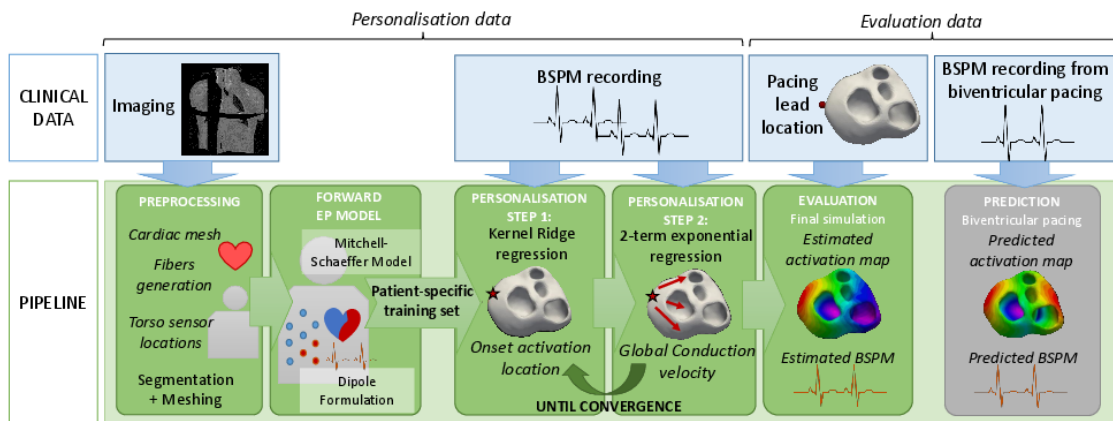 Personalisation data
Evaluation data
CLINICAL
DATA
Imaging
BSPM recording
Pacing
lead
location
BSPM recording from
biventricular pacing
PIPELINE
PREPROCESSING
Cardiac mesh
Fibers
generation
Torso sensor
locations
Segmentation
+ Meshing
FORWARD
EP MODEL
Mitchell-
Schaeffer Model
Dipole
Formulation
Patient-specific
training set
PERSONALISATION
STEP 1:
Kernel Ridge
regression
Onset activation
location
PERSONALISATION
STEP 2:
2-term exponential
regression
Global Conduction
velocity
UNTIL CONVERGENCE
EVALUATION
Final simulation
Estimated
activation map
Estimated BSPM
PREDICTION
Biventricular pacing
Predicted
activation map
Predicted BSPM